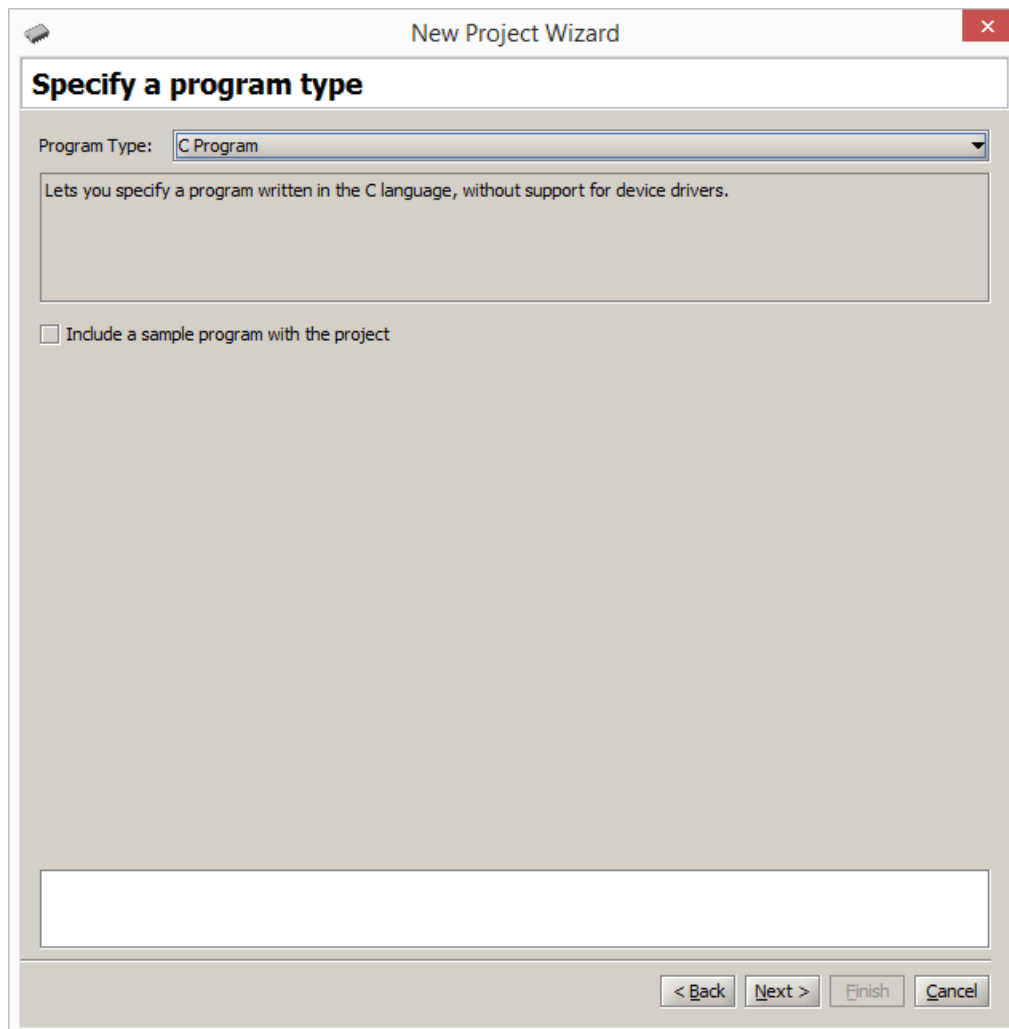 New Project Wizard
Specify a program type
Program Type: C Program
Lets you specify a program written in the C language, without support for device drivers.
Include a sample program with the project
< Back Next > Finish Cancel